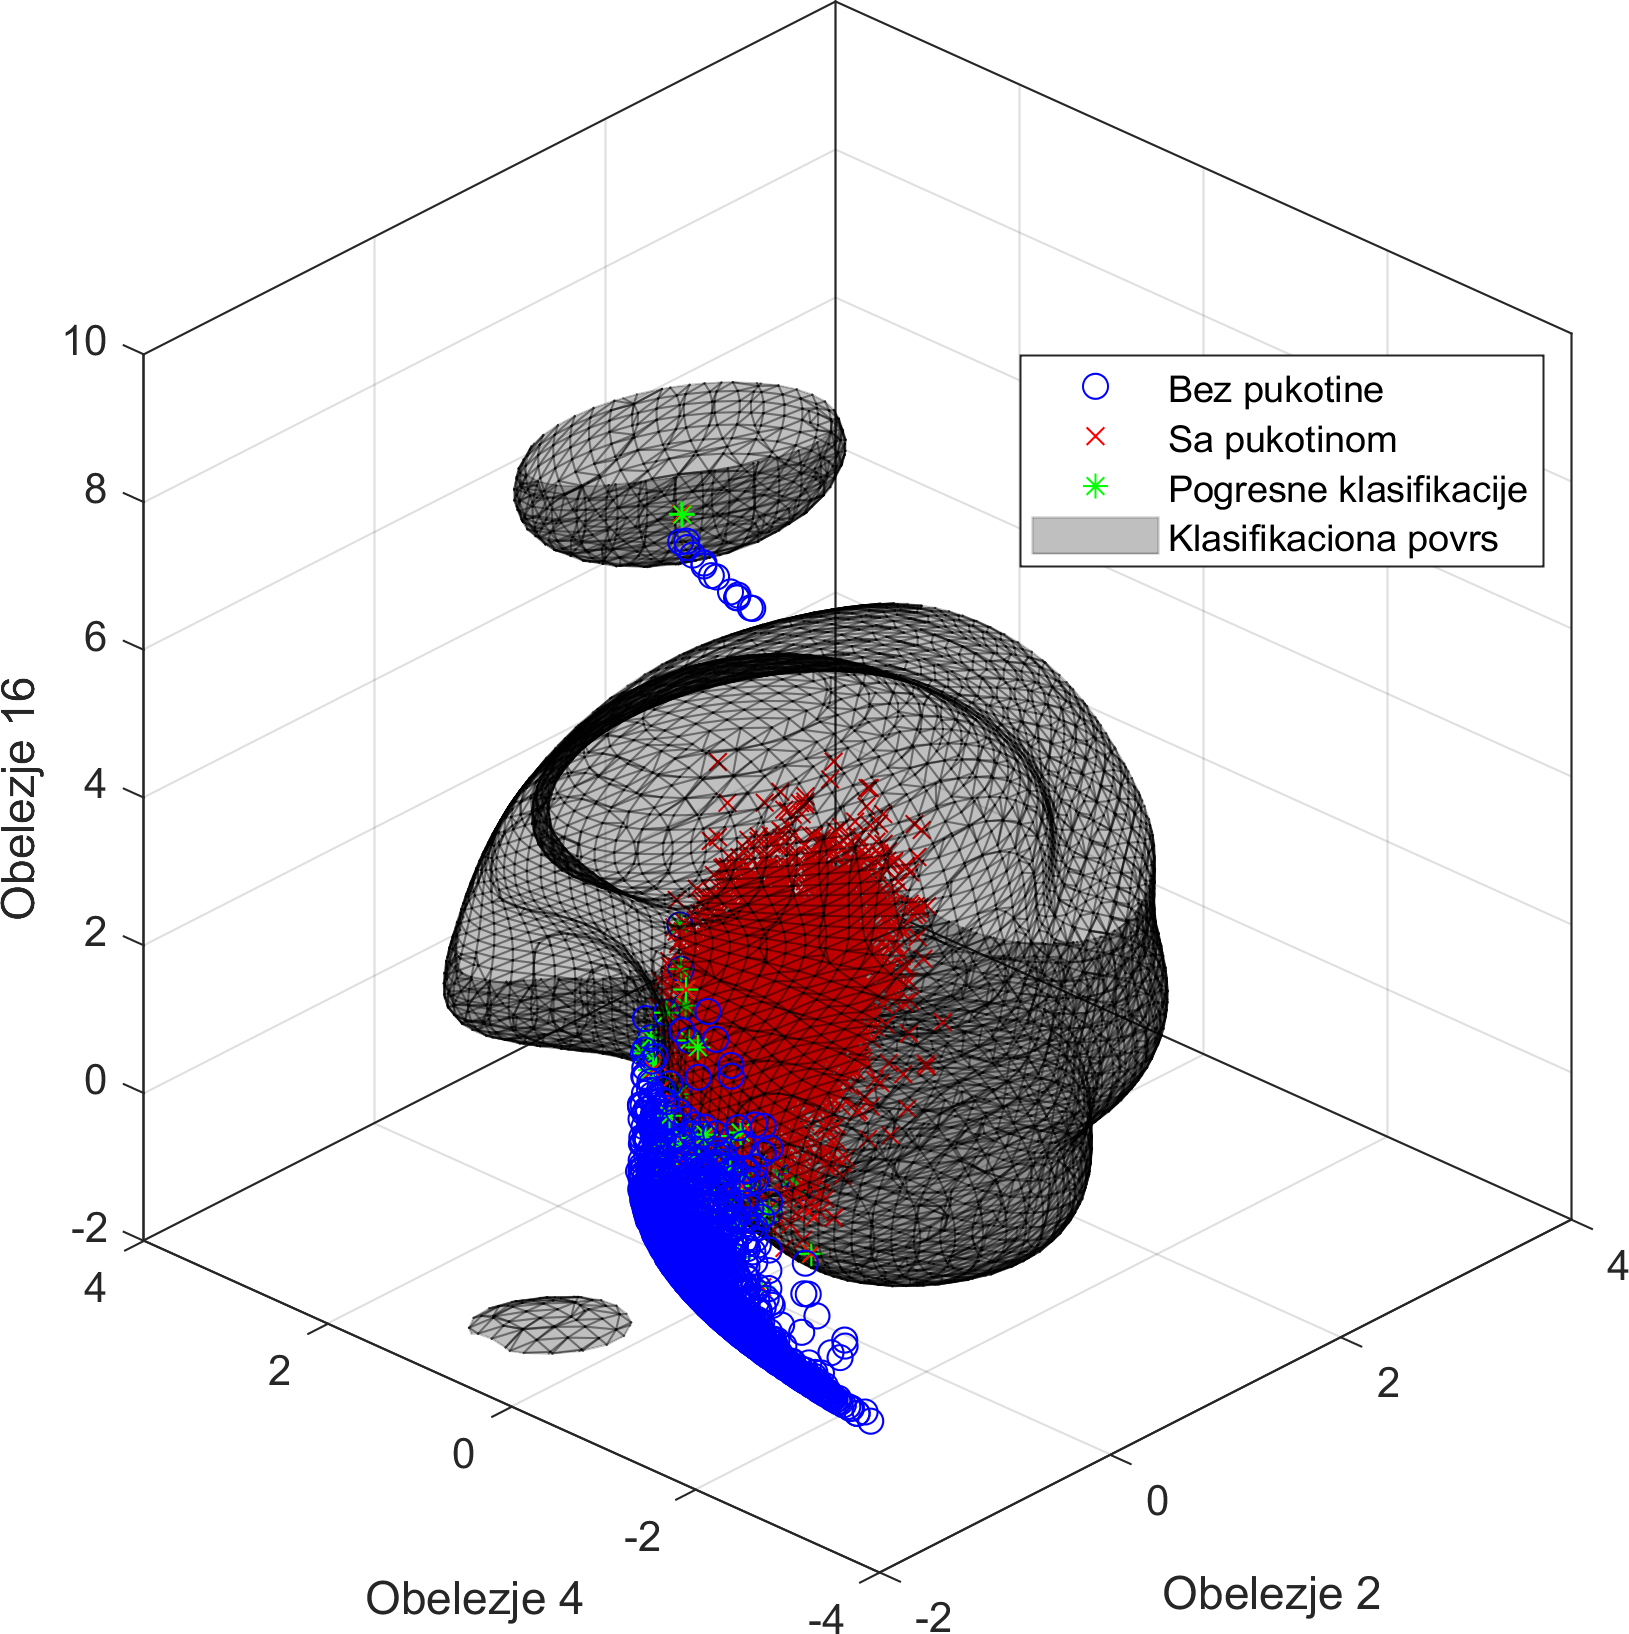 10
8
6
4
2
0
-2
Obelezje 16
Bez pukotine
Sa pukotinom
Pogresne klasifikacije
Klasifikaciona povrs
4
2
0
-2
-4
Obelezje 4
-2
0
2
4
Obelezje 2